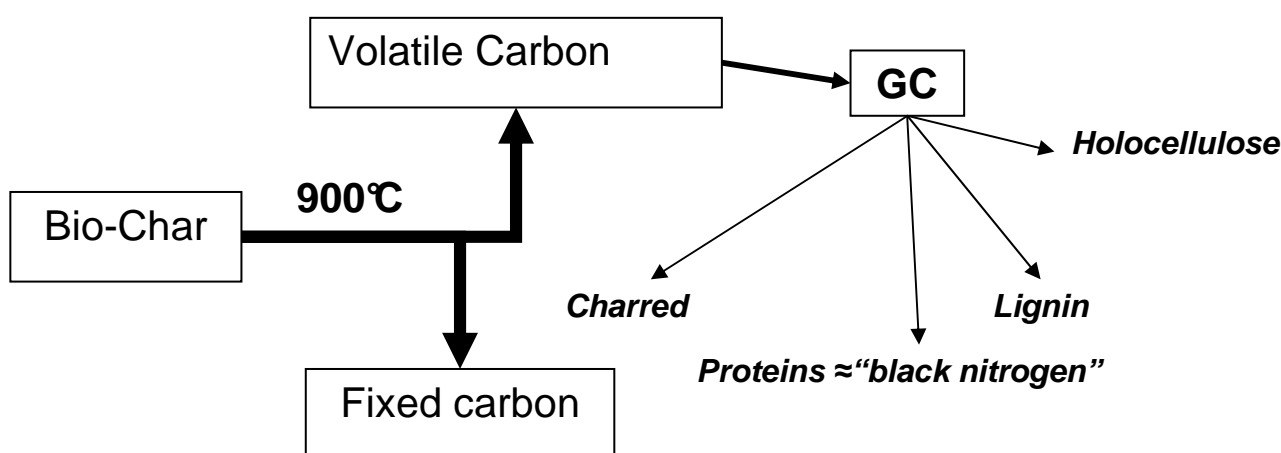 Volatile Carbon
GC
Holocellulose
900°C
Bio-Char
Charred
Lignin
Proteins ≈“black nitrogen”
Fixed carbon